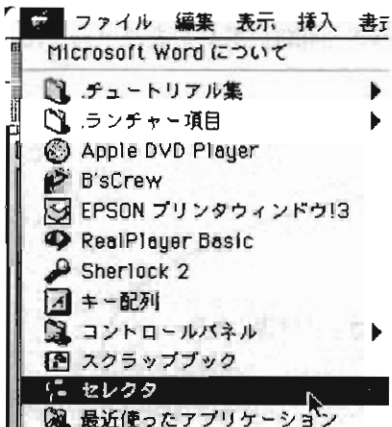 ファイル 編集 表示 挿入 書式
Microsoft Word について
.チュートリアル集
.ランチャー項目
Apple DVD Player
B'sCrew
EPSON プリンタウィンドウ!3
RealPlayer Basic
Sherlock 2
キー配列
コントロールパネル
スクラップブック
セレクタ
最近使ったアプリケーション